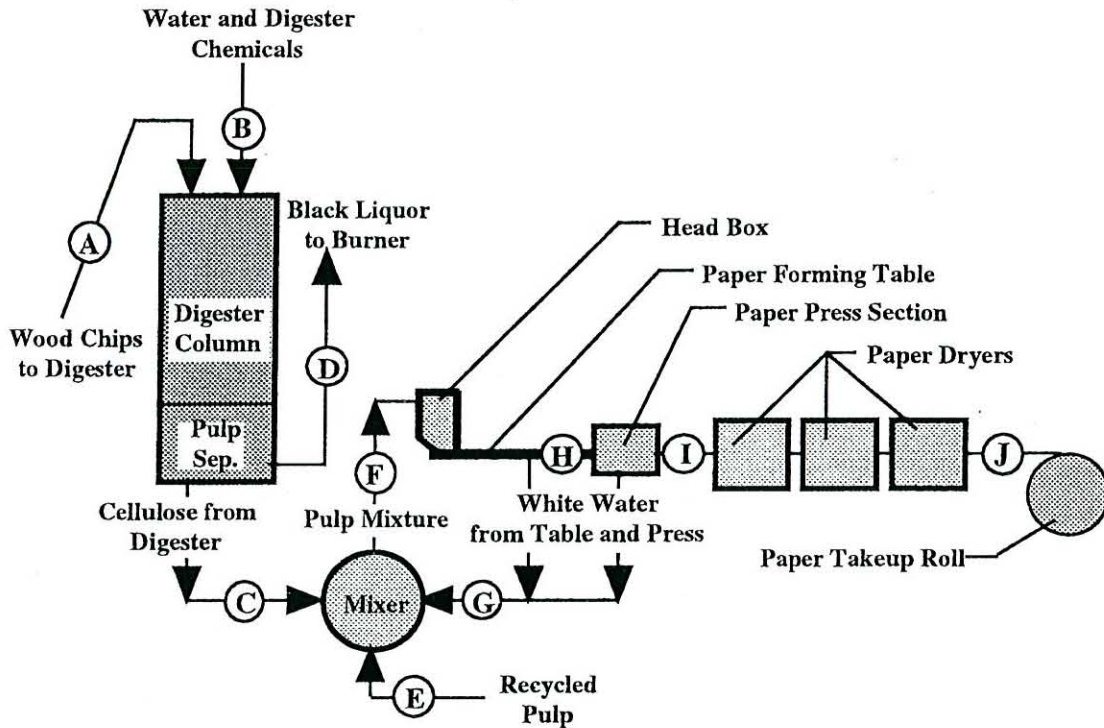 Water and Digester
Chemicals
B
A
Black Liquor
to Burner
Head Box
Paper Forming Table
Paper Press Section
Paper Dryers
Wood Chips
to Digester
Digester
Column
D
Pulp
Sep.
F
H
I
J
Cellulose from
Digester
Pulp Mixture
White Water
from Table and Press
Paper Takeup Roll
C
Mixer
G
E
Recycled
Pulp